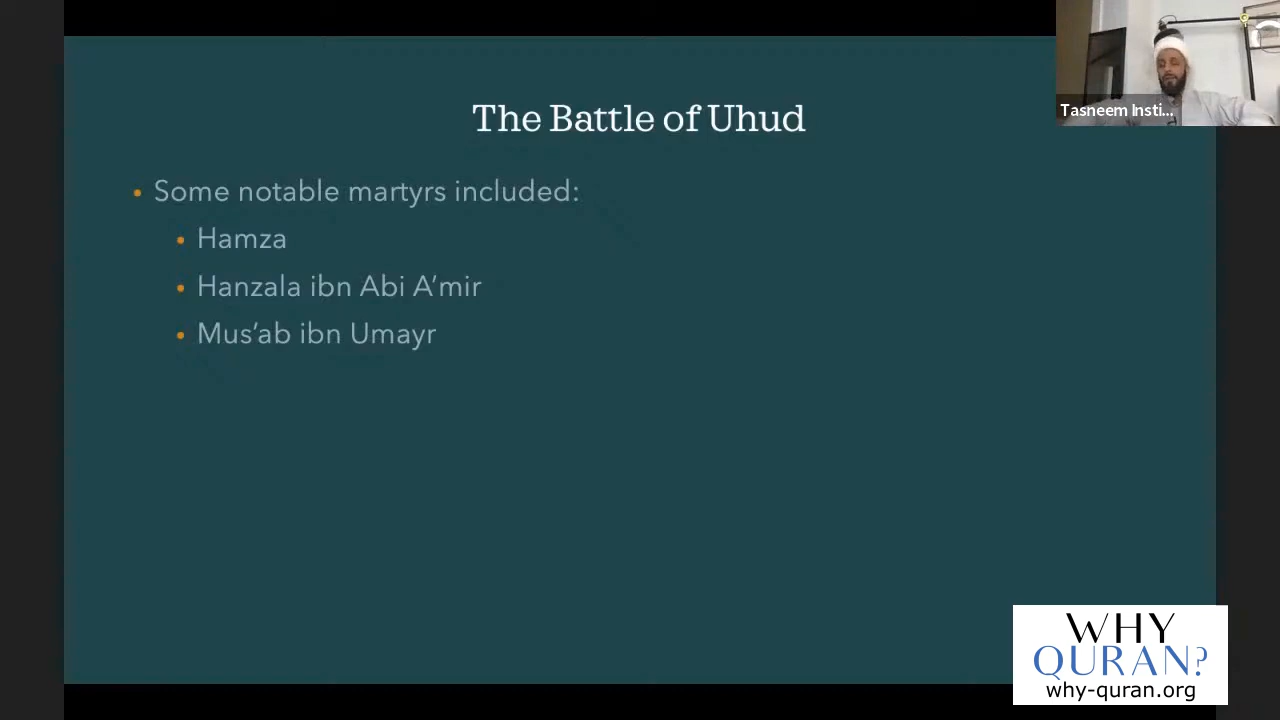 The Battle of Uhud
Tasneem Insti...
• Some notable martyrs included:
• Hamza
• Hanzala ibn Abi A’mir
• Mus’ab ibn Umayr
WHY
QURAN?
why-quran.org